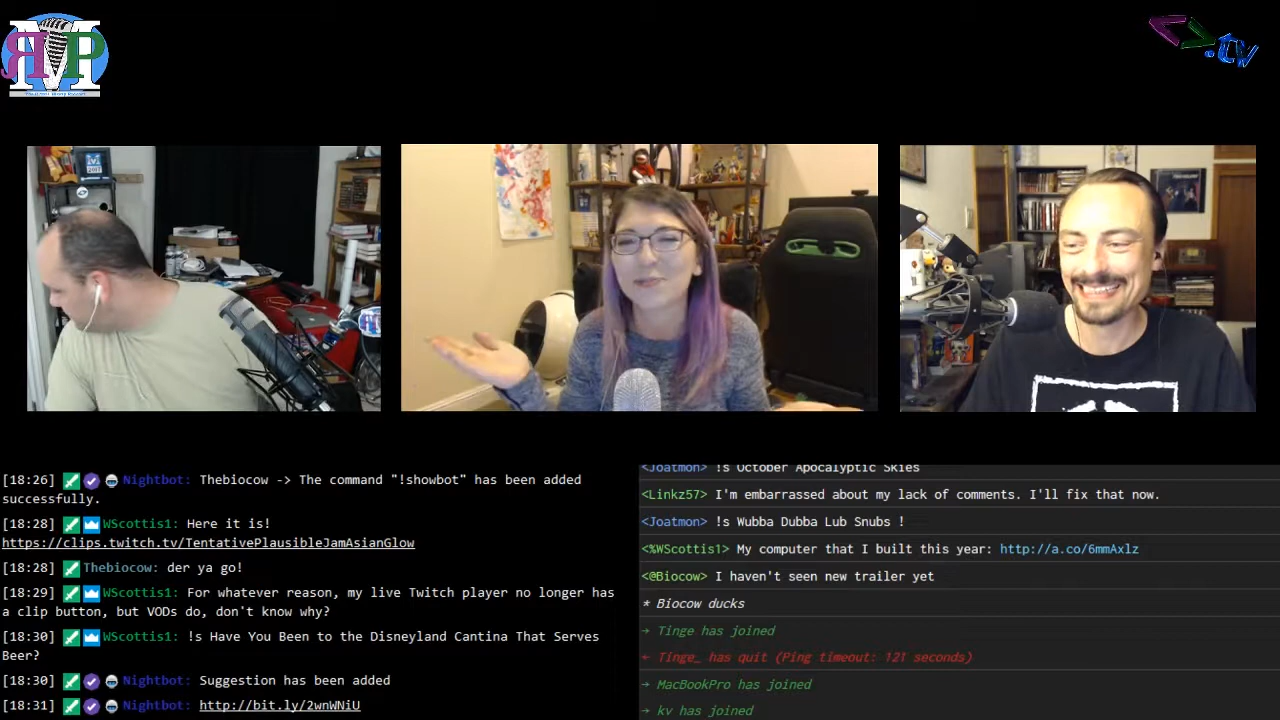 RMP
<>.tv
[18:26] Nightbot: Thebiocow -> The command "!showbot" has been added
successfully.
[18:28] WScottis1: Here it is!
https://clips.twitch.tv/TentativePlausibleJamAsianGlow
[18:28] Thebiocow: der ya go!
[18:29] WScottis1: For whatever reason, my live Twitch player no longer has
a clip button, but VODs do, don't know why?
[18:30] WScottis1: !s Have You Been to the Disneyland Cantina That Serves
Beer?
[18:30] Nightbot: Suggestion has been added
[18:31] Nightbot: http://bit.ly/2wnWNiU
<Joatmon> !s October Apocalyptic Skies
<Linkz57> I'm embarrassed about my lack of comments. I'll fix that now.
<Joatmon> !s Wubba Dubba Lub Snubs !
<%WScottis1> My computer that I built this year: http://a.co/6mmAxlz
<@Biocow> I haven't seen new trailer yet
* Biocow ducks
→ Tinge has joined
← Tinge_ has quit (Ping timeout: 121 seconds)
→ MacBookPro has joined
→ kv has joined